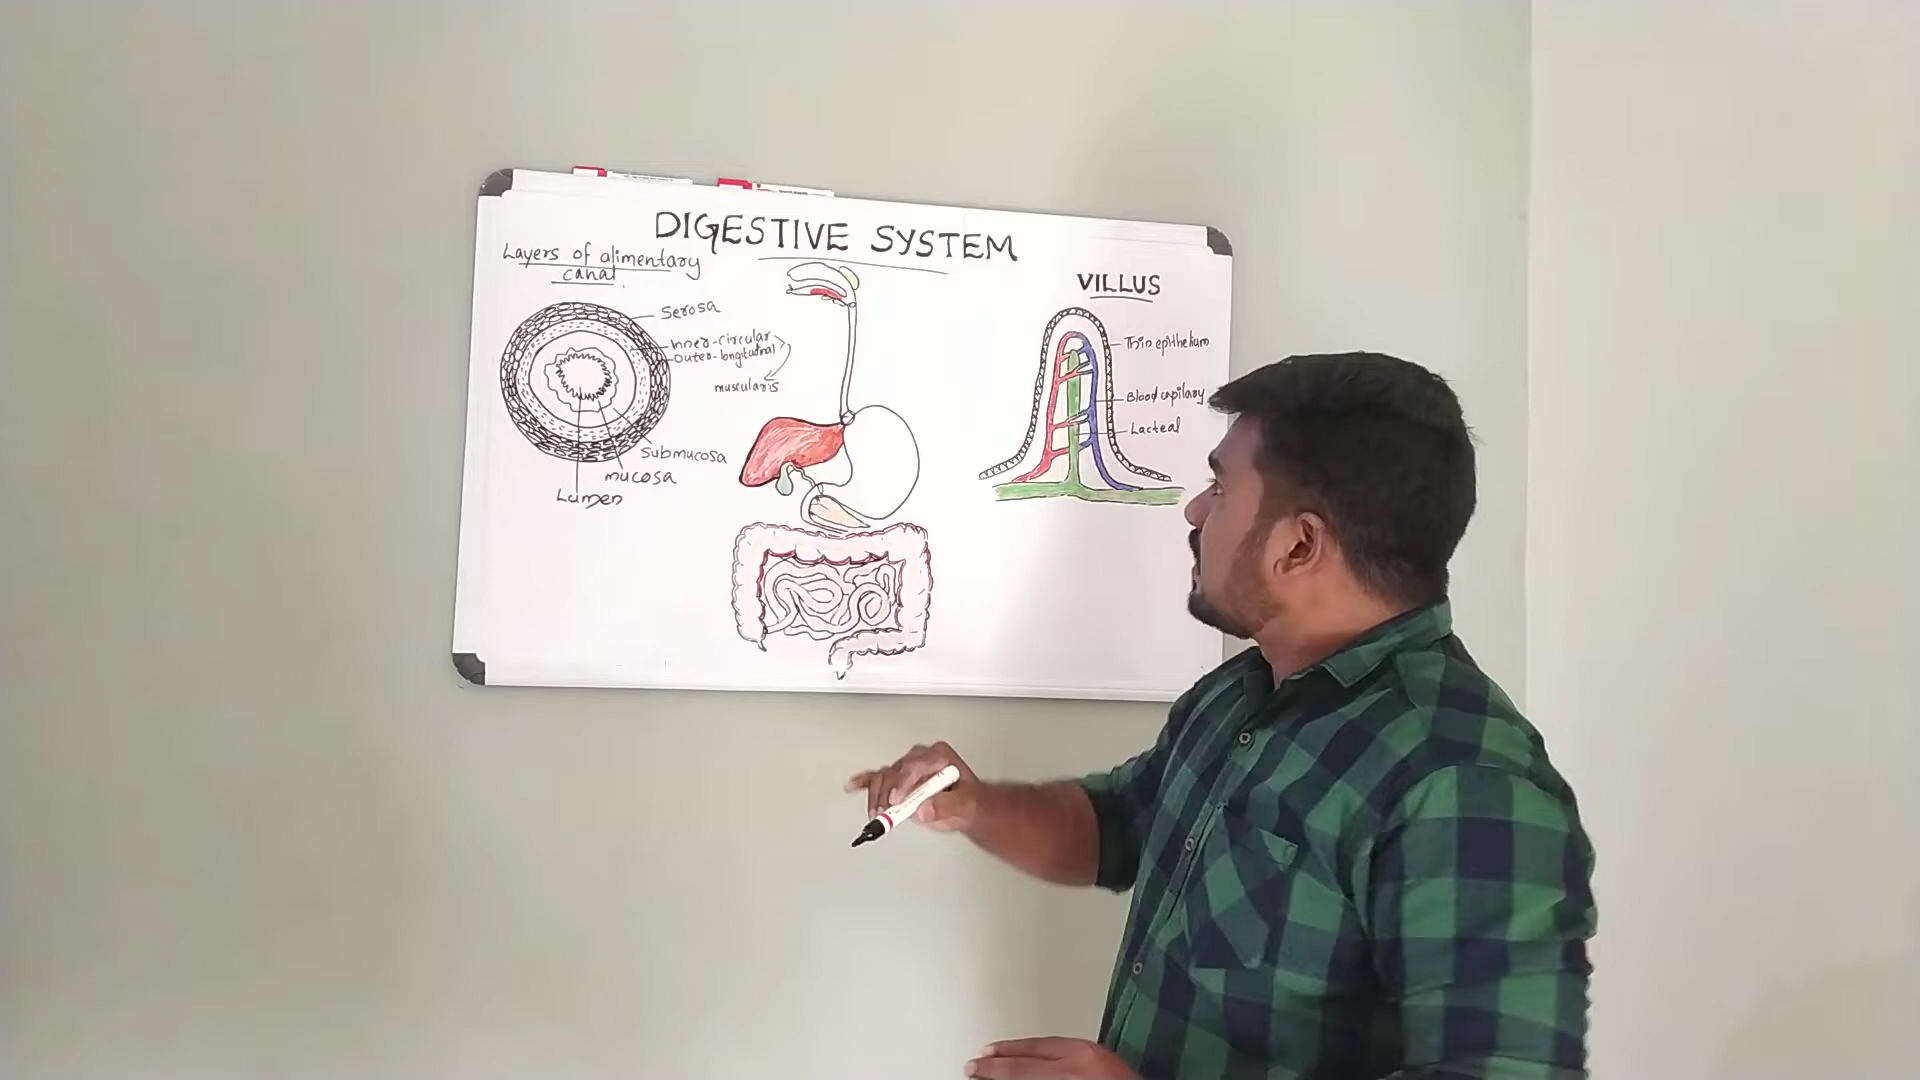 DIGESTIVE SYSTEM
Layers of alimentary
canal
Serosa
Inner-circular
Outer-longitudinal
muscularis
Submucosa
mucosa
Lumen
VILLUS
Thin epithelium
Blood capillary
Lacteal